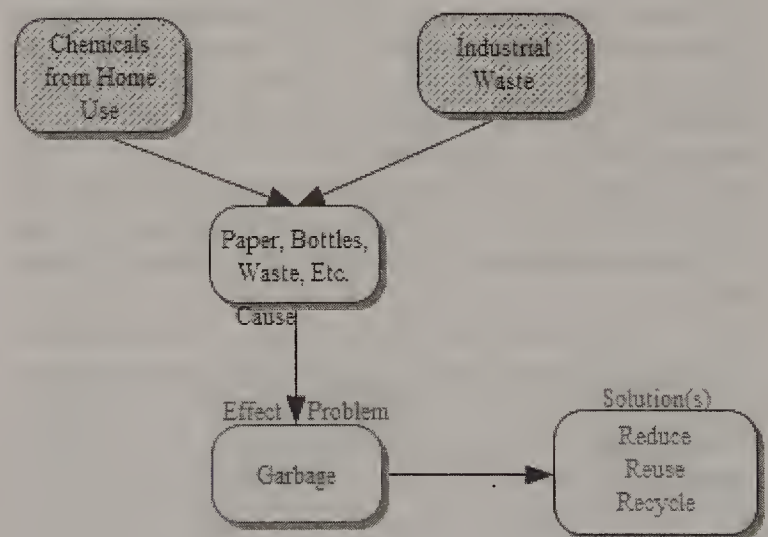 Chemicals
from Home
Use
Industrial
Waste
Paper, Bottles,
Waste, Etc.
Cause
Effect Problem
Garbage
Solution(s)
Reduce
Reuse
Recycle